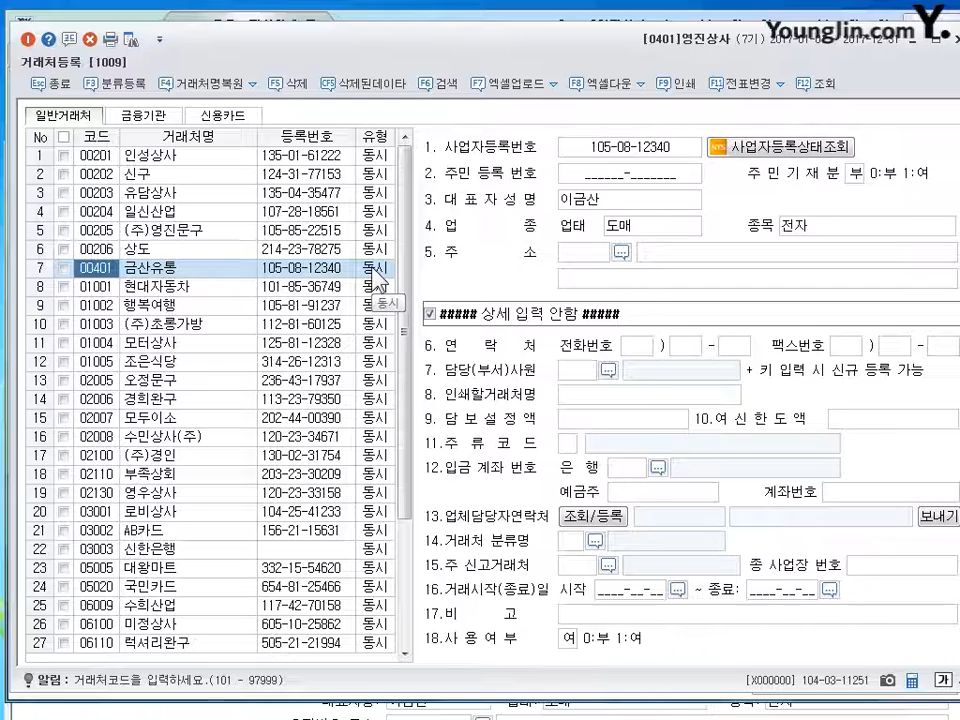 YoungJin.com Y.
[0401]영진상사 (7기)
거래처등록 [1009]
Esc 종료 F3 분류등록 F4 거래처명복원 F5 삭제 CF5 삭제된데이타 F6 검색 F7 엑셀업로드 F8 엑셀다운 F9 인쇄 F11 전표변경 F12 조회
일반거래처 금융기관 신용카드
No 코드 거래처명 등록번호 유형
1 00201 인성상사 135-01-61222 동시
2 00202 신구 124-31-77153 동시
3 00203 유담상사 135-04-35477 동시
4 00204 일신산업 107-28-18561 동시
5 00205 (주)영진문구 105-85-22515 동시
6 00206 상도 214-23-78275 동시
7 00401 금산유통 105-08-12340 동시
8 01001 현대자동차 101-85-36749 동시
동시
9 01002 행복여행 105-81-91237
10 01003 (주)초롱가방 112-81-60125 동시
11 01004 모터상사 125-81-12328 동시
12 01005 조은식당 314-26-12313 동시
13 02005 오정문구 236-43-17937 동시
14 02006 경희완구 113-23-79350 동시
15 02007 모두이소 202-44-00390 동시
16 02008 수민상사(주) 120-23-34671 동시
17 02100 (주)경인 130-02-31754 동시
18 02110 부족상회 203-23-30209 동시
19 02130 영우상사 120-23-33158 동시
20 03001 로비상사 104-25-41233 동시
21 03002 AB카드 156-21-15631 동시
22 03003 신한은행 동시
23 05005 대왕마트 332-15-54620 동시
24 05020 국민카드 654-81-25466 동시
25 06009 수희산업 117-42-70158 동시
26 06100 미정상사 605-10-25862 동시
27 06110 럭셔리완구 505-21-21994 동시
1. 사업자등록번호 105-08-12340 사업자등록상태조회
2. 주민 등록 번호 ______-_______ 주 민 기 재 분 부 0:부 1:여
3. 대 표 자 성 명 이금산
4. 업 종 업태 도매 종목 전자
5. 주 소
##### 상세 입력 안함 #####
6. 연 락 처 전화번호 ) - 팩스번호 ) -
7. 담당(부서)사원 + 키 입력 시 신규 등록 가능
8. 인쇄할거래처명
9. 담 보 설 정 액 10.여 신 한 도 액
11.주 류 코 드
12.입금 계좌 번호 은 행
예금주 계좌번호
13.업체담당자연락처 조회/등록 보내기
14.거래처 분류명
15.주 신고거래처 종 사업장 번호
16.거래시작(종료)일 시작 ____-__-__ ~ 종료: ____-__-__
17.비 고
18.사 용 여 부 여 0:부 1:여
알림: 거래처코드을 입력하세요.(101 - 97999) [X000000] 104-03-11251 가